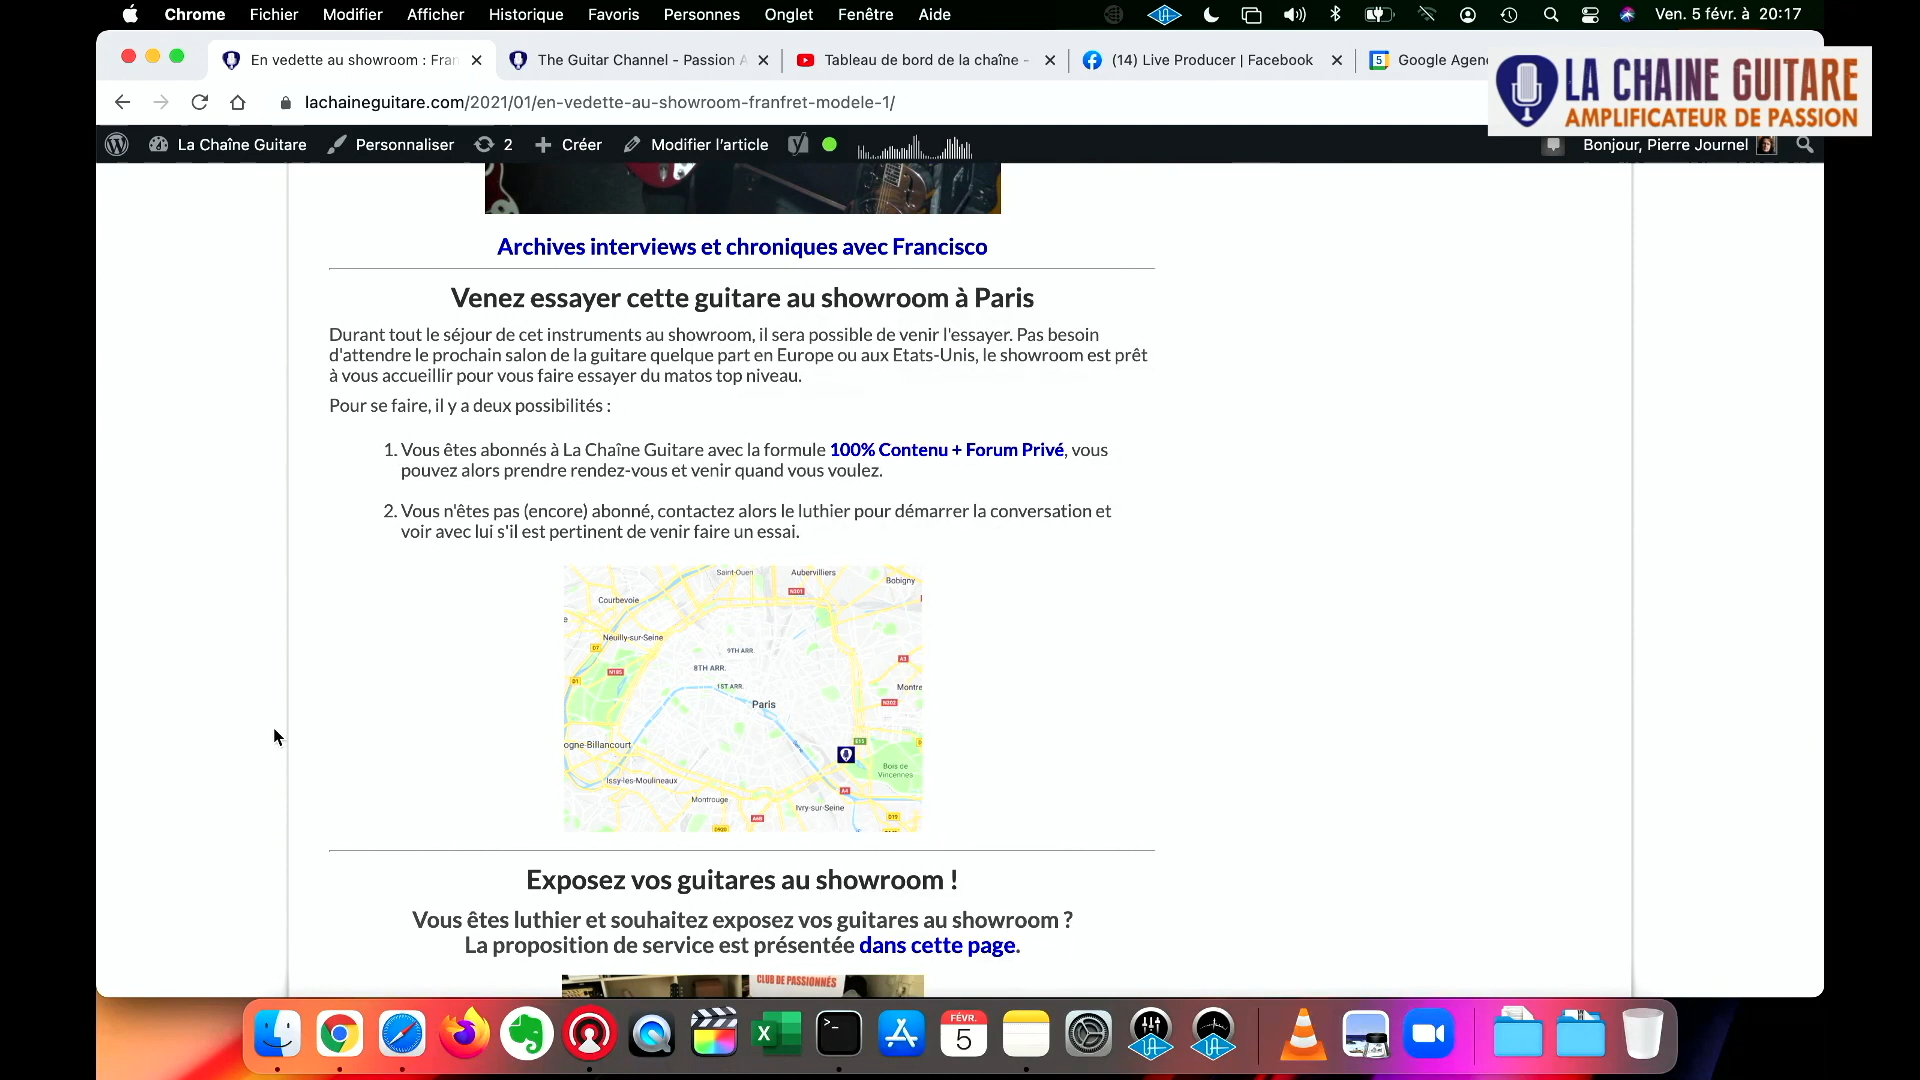 Chrome Fichier Modifier Afficher Historique Favoris Personnes Onglet Fenêtre Aide Ven. 5 févr. à 20:17
En vedette au showroom : Fran The Guitar Channel - Passion A Tableau de bord de la chaîne - (14) Live Producer | Facebook 5 Google Agen
LA CHAINE GUITARE
AMPLIFICATEUR DE PASSION
lachaineguitare.com/2021/01/en-vedette-au-showroom-franfret-modele-1/
La Chaîne Guitare Personnaliser 2 Créer Modifier l'article Bonjour, Pierre Journel
Archives interviews et chroniques avec Francisco
Venez essayer cette guitare au showroom à Paris
Durant tout le séjour de cet instruments au showroom, il sera possible de venir l'essayer. Pas besoin
d'attendre le prochain salon de la guitare quelque part en Europe ou aux Etats-Unis, le showroom est prêt
à vous accueillir pour vous faire essayer du matos top niveau.
Pour se faire, il y a deux possibilités :
1. Vous êtes abonnés à La Chaîne Guitare avec la formule 100% Contenu + Forum Privé, vous
pouvez alors prendre rendez-vous et venir quand vous voulez.
2. Vous n'êtes pas (encore) abonné, contactez alors le luthier pour démarrer la conversation et
voir avec lui s'il est pertinent de venir faire un essai.
Saint-Ouen Aubervilliers
Bobigny
N301
Courbevoie
Neuilly-sur-Seine
D7
9TH ARR.
A3
8TH ARR.
N185
1ST ARR.
Montre
N302
Paris
E15
ogne-Billancourt
Bois de
Vincennes
Issy-les-Moulineaux
A4
Montrouge
Ivry-sur-Seine
D19
D920
Exposez vos guitares au showroom !
Vous êtes luthier et souhaitez exposez vos guitares au showroom ?
La proposition de service est présentée dans cette page.
CLUB DE PASSIONNÉS
FÉVR.
5